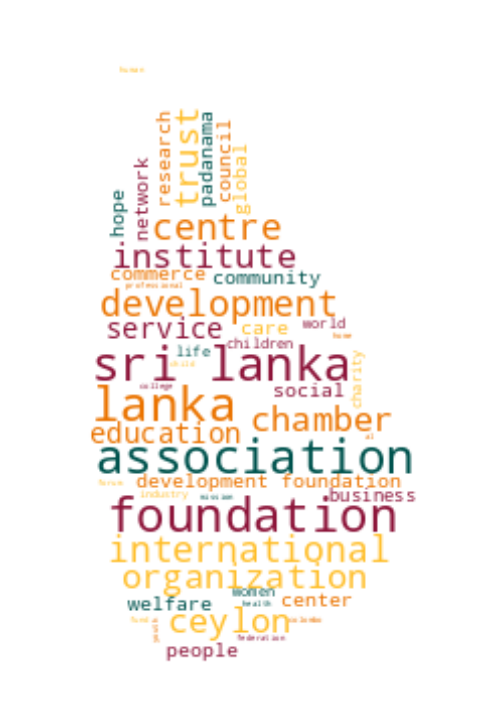 human
research
trust
padanama
council
global
network
hope
centre
institute
commerce
community
professional
development
service
care
world
home
children
life
sri lanka
child
charity
college
social
lanka
chamber
education
al
association
forum
development foundation
industry
mission
business
foundation
international
organization
women
welfare
health
center
fund
ceylon
colombo
youth
federation
people